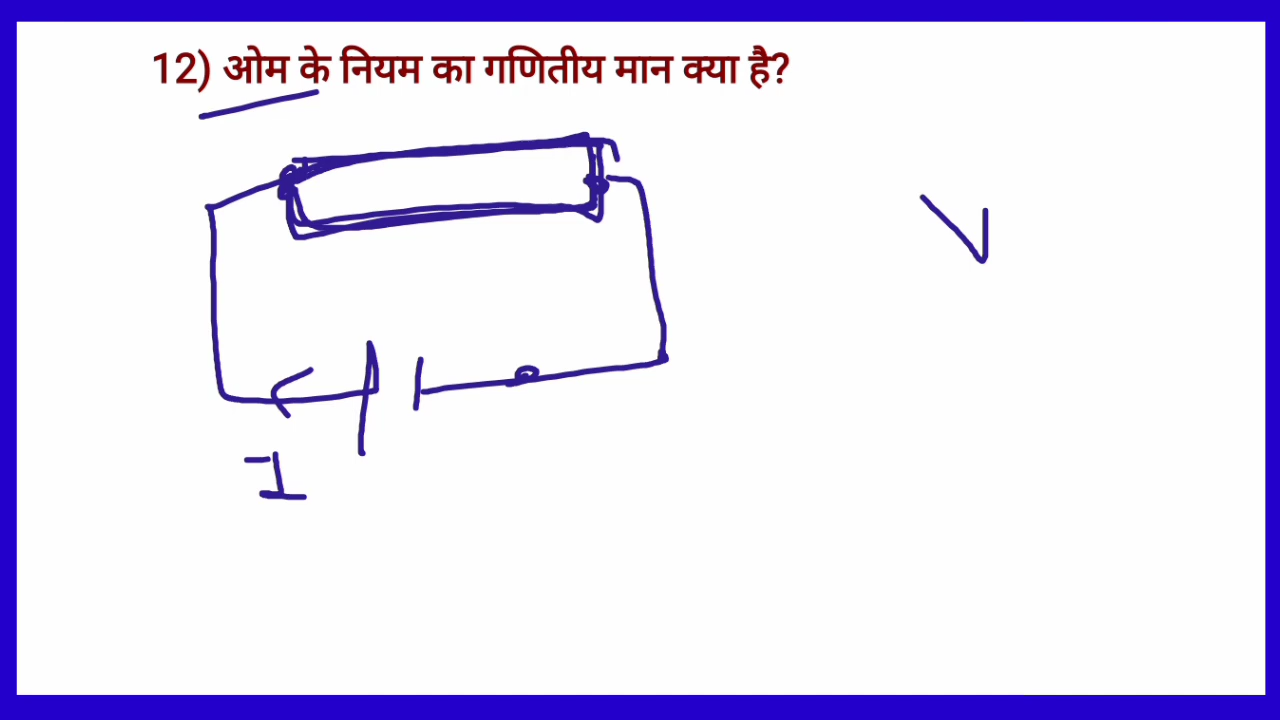 12) ओम के नियम का गणितीय मान क्या है?
V
I